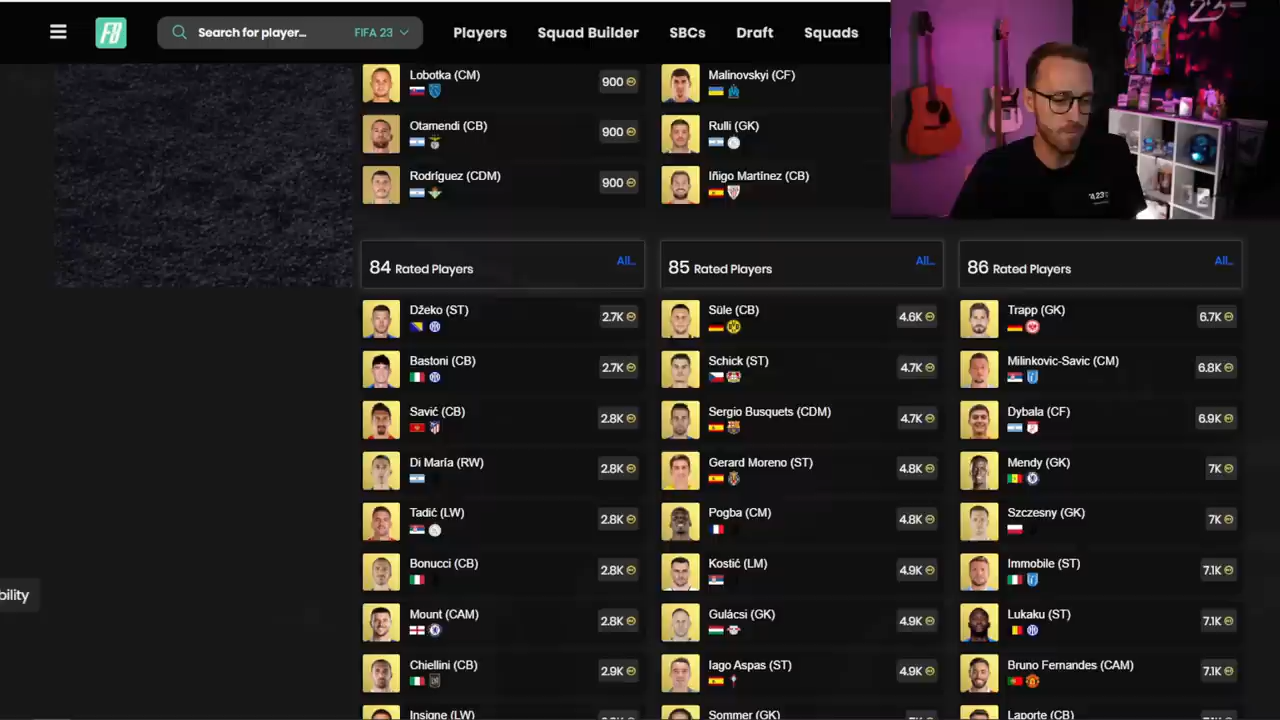 FB
Search for player...
FIFA 23
Players
Squad Builder
SBCs
Draft
Squads
23
Lobotka (CM)
900
Malinovskyi (CF)
Otamendi (CB)
900
Rulli (GK)
Rodríguez (CDM)
900
Iñigo Martínez (CB)
84 Rated Players
All..
85 Rated Players
All..
86 Rated Players
All..
Džeko (ST)
2.7K
Süle (CB)
4.6K
Trapp (GK)
6.7K
Bastoni (CB)
2.7K
Schick (ST)
4.7K
Milinkovic-Savic (CM)
6.8K
Savić (CB)
2.8K
Sergio Busquets (CDM)
4.7K
Dybala (CF)
6.9K
Di María (RW)
2.8K
Gerard Moreno (ST)
4.8K
Mendy (GK)
7K
Tadić (LW)
2.8K
Pogba (CM)
4.8K
Szczesny (GK)
7K
Bonucci (CB)
2.8K
Kostić (LM)
4.9K
Immobile (ST)
7.1K
bility
Mount (CAM)
2.8K
Gulácsi (GK)
4.9K
Lukaku (ST)
7.1K
Chiellini (CB)
2.9K
Iago Aspas (ST)
4.9K
Bruno Fernandes (CAM)
7.1K
Insigne (LW)
Sommer (GK)
Laporte (CB)